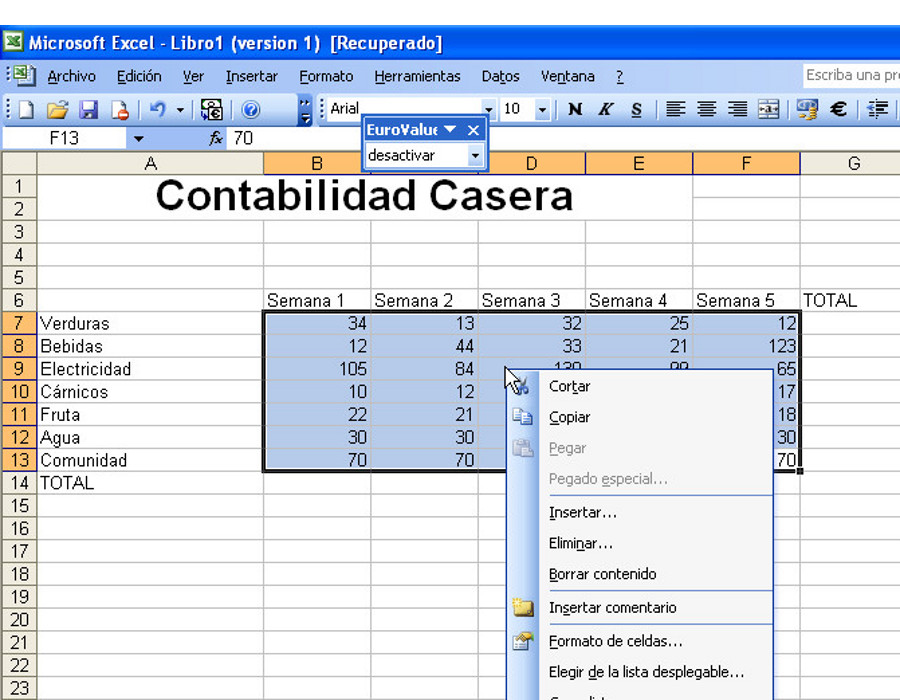 Microsoft Excel - Libro1 (version 1) [Recuperado]
Archivo Edición Ver Insertar Formato Herramientas Datos Ventana ? Escriba una pre
Arial 10 N K S €
F13 fx 70
EuroValue
desactivar
A B D E F G
1 Contabilidad Casera
2
3
4
5
6 Semana 1 Semana 2 Semana 3 Semana 4 Semana 5 TOTAL
7 Verduras 34 13 32 25 12
8 Bebidas 12 44 33 21 123
9 Electricidad 105 84 65
10 Cárnicos 10 12 17
11 Fruta 22 21 18
12 Agua 30 30 30
13 Comunidad 70 70 70
14 TOTAL
15
16
17
18
19
20
21
22
23
Cortar
Copiar
Pegar
Pegado especial...
Insertar...
Eliminar...
Borrar contenido
Insertar comentario
Formato de celdas...
Elegir de la lista desplegable...